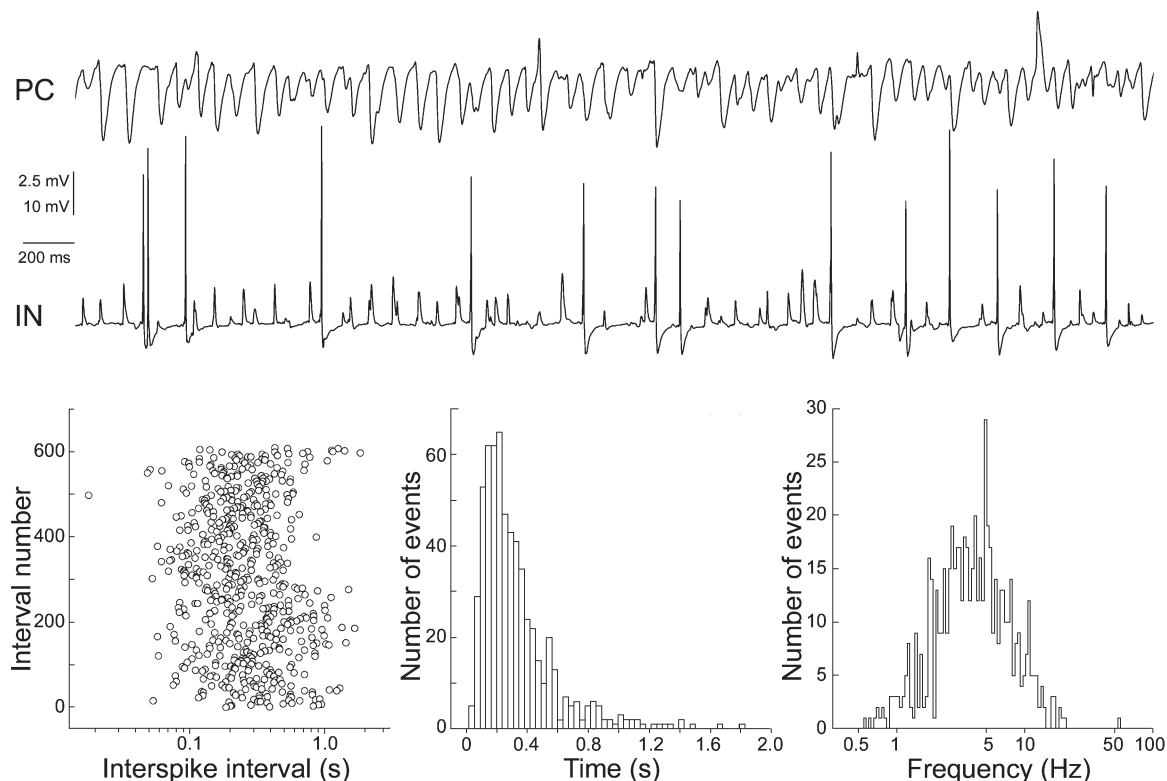 PC
2.5 mV
10 mV
200 ms
IN
600
400
200
0
Interval number
0.1 1.0
Interspike interval (s)
60
40
20
0
Number of events
0 0.4 0.8 1.2 1.6 2.0
Time (s)
30
25
20
15
10
5
0
Number of events
0.5 1 5 10 50 100
Frequency (Hz)